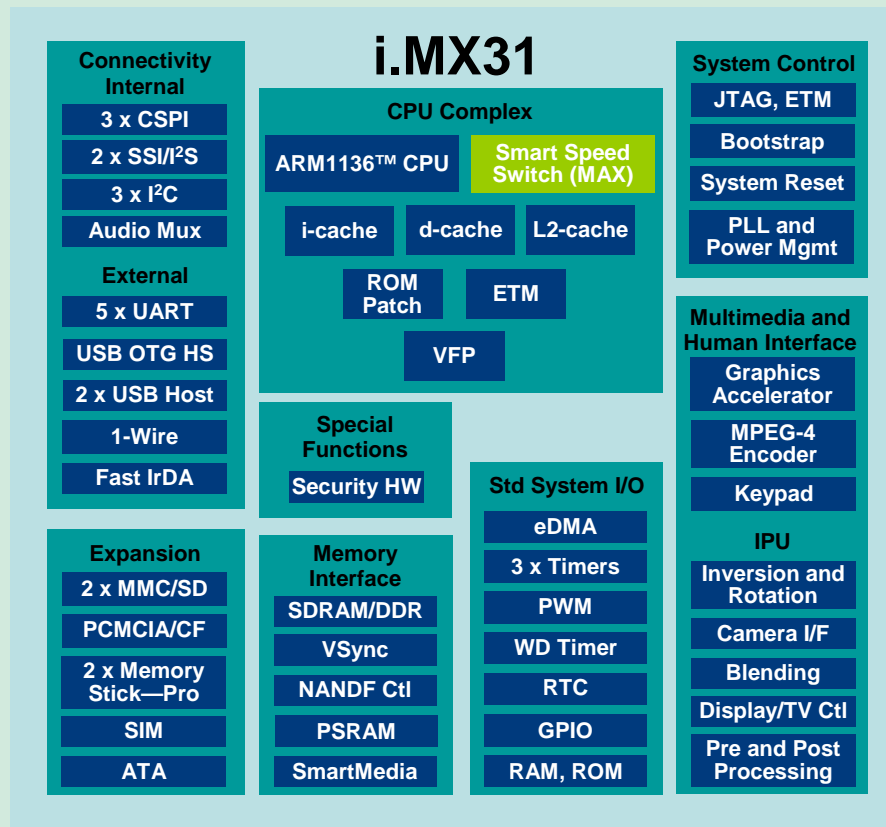 i.MX31
Connectivity
Internal
3 x CSPI
2 x SSI/I²S
3 x I²C
Audio Mux
External
5 x UART
USB OTG HS
2 x USB Host
1-Wire
Fast IrDA
Expansion
2 x MMC/SD
PCMCIA/CF
2 x Memory
Stick—Pro
SIM
ATA
CPU Complex
ARM1136™ CPU
Smart Speed
Switch (MAX)
i-cache
d-cache
L2-cache
ROM
Patch
ETM
VFP
Special
Functions
Security HW
Memory
Interface
SDRAM/DDR
VSync
NANDF Ctl
PSRAM
SmartMedia
Std System I/O
eDMA
3 x Timers
PWM
WD Timer
RTC
GPIO
RAM, ROM
System Control
JTAG, ETM
Bootstrap
System Reset
PLL and
Power Mgmt
Multimedia and
Human Interface
Graphics
Accelerator
MPEG-4
Encoder
Keypad
IPU
Inversion and
Rotation
Camera I/F
Blending
Display/TV Ctl
Pre and Post
Processing